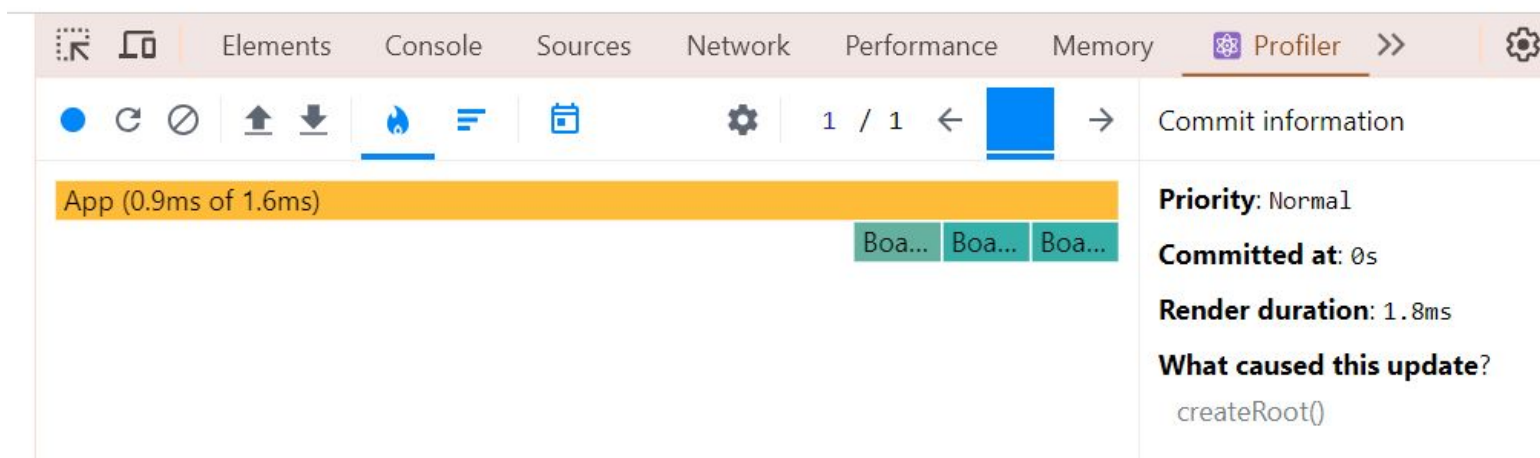 Elements Console Sources Network Performance Memory Profiler
1 / 1 Commit information
App (0.9ms of 1.6ms)
Boa... Boa... Boa...
Priority: Normal
Committed at: 0s
Render duration: 1.8ms
What caused this update?
createRoot()